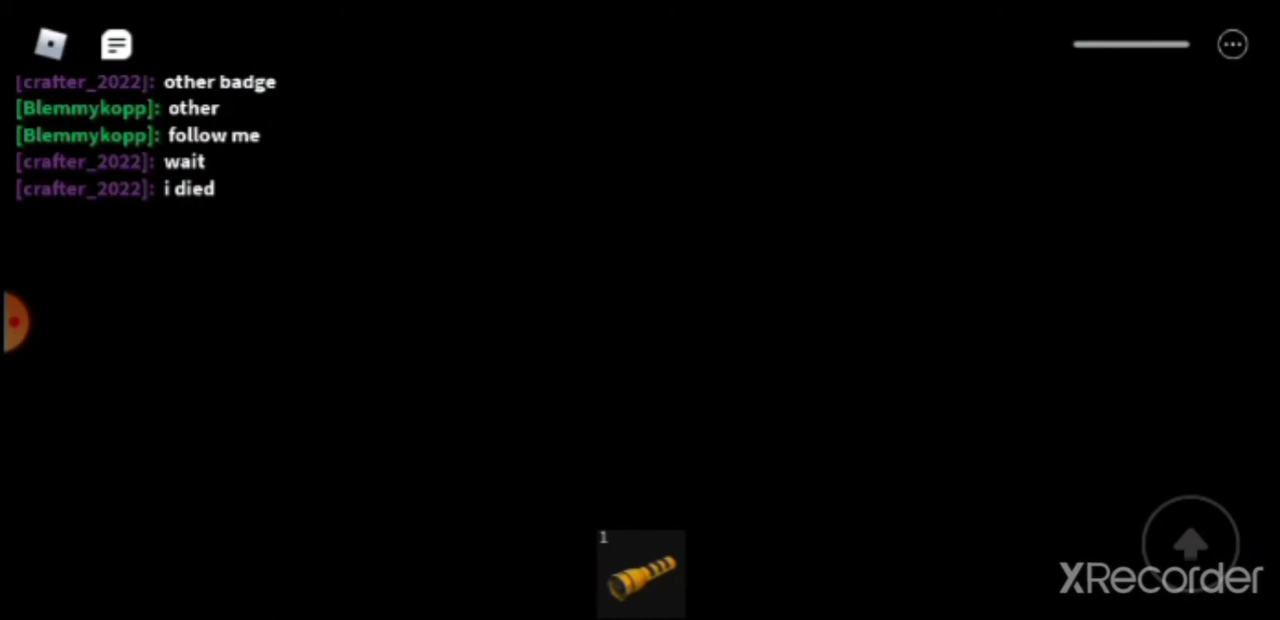 [crafter_2022]: other badge
[Blemmykopp]: other
[Blemmykopp]: follow me
[crafter_2022]: wait
[crafter_2022]: i died
1
XRecorder